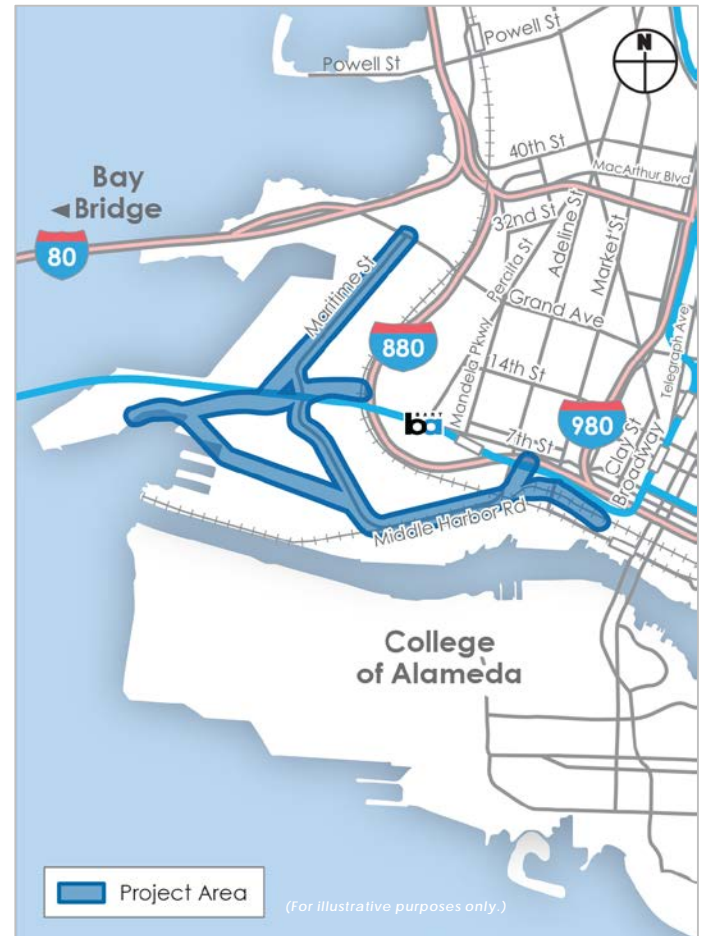 Powell St
Powell St
N
40th St
MacArthur Blvd
Bay
Bridge
80
32nd St
Adeline St
Market St
Peralta St
Maritime St
Grand Ave
880
Telegraph Ave
14th St
Mandela Pkwy
BART
ba
980
7th St
Clay St
Broadway
Middle Harbor Rd
College
of Alameda
Project Area
(For illustrative purposes only.)